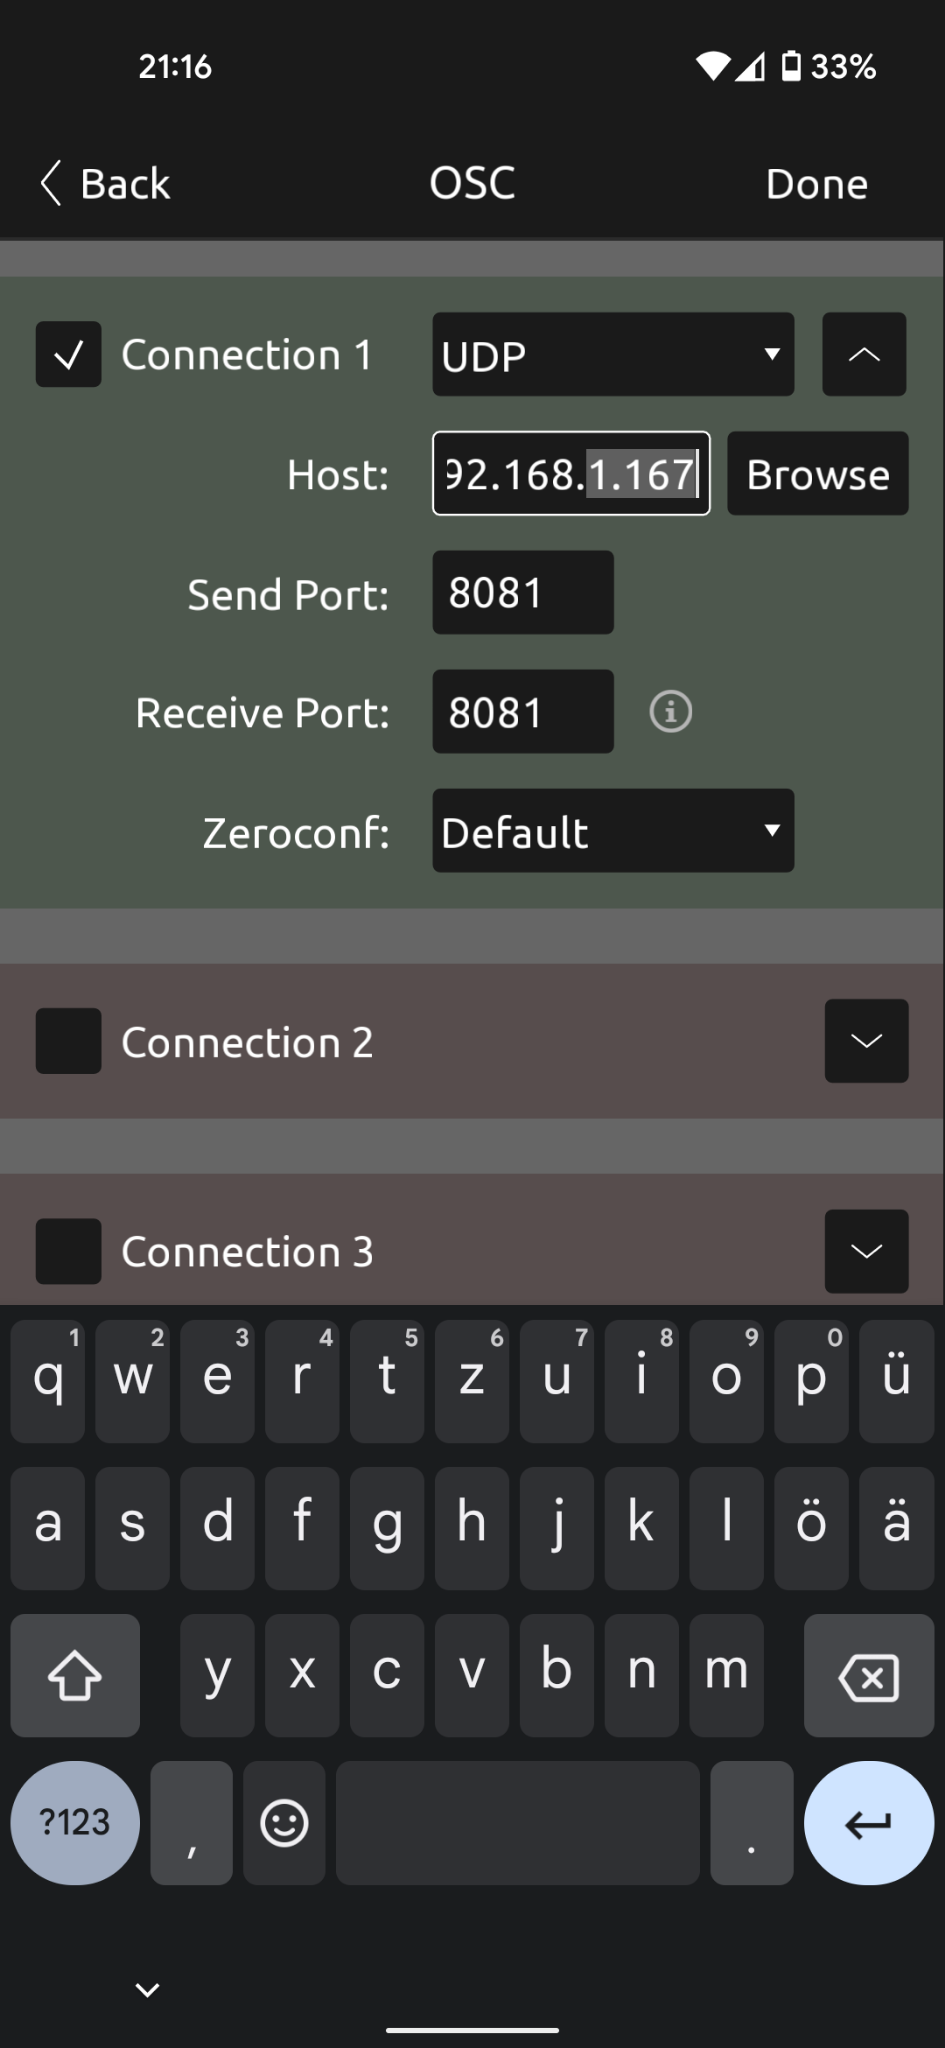 21:16 33%
Back OSC Done
Connection 1 UDP
Host: 92.168.1.167 Browse
Send Port: 8081
Receive Port: 8081
Zeroconf: Default
Connection 2
Connection 3
1 2 3 4 5 6 7 8 9 0
q w e r t z u i o p ü
a s d f g h j k l ö ä
y x c v b n m
?123 , .